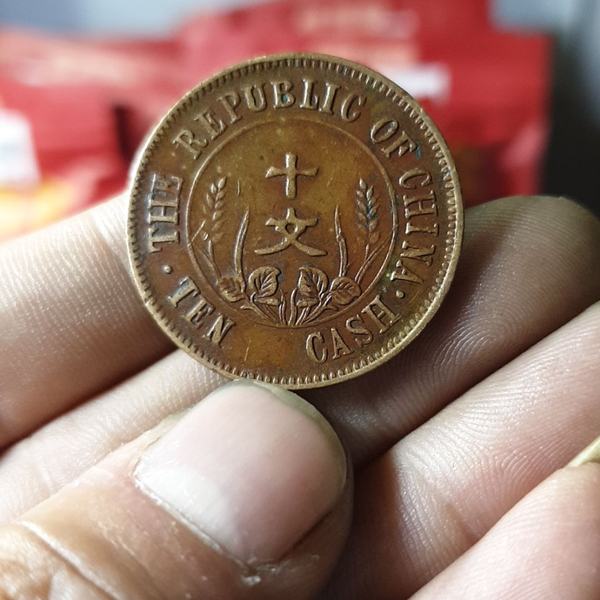 THE REPUBLIC OF CHINA
十
文
TEN CASH